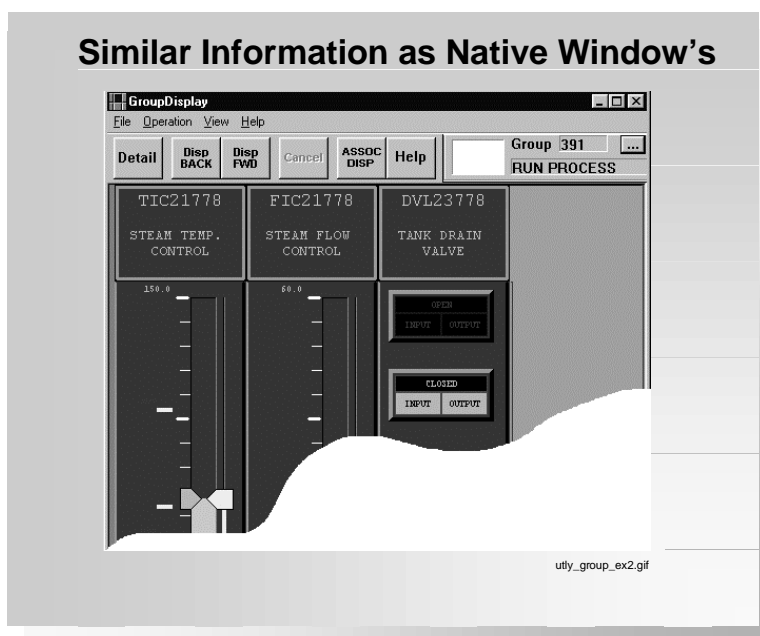 Similar Information as Native Window's
GroupDisplay
File Operation View Help
Detail
Disp
BACK
Disp
FWD
Cancel
ASSOC
DISP
Help
Group 391
...
RUN PROCESS
TIC21778
STEAM TEMP.
CONTROL
FIC21778
STEAM FLOW
CONTROL
DVL23778
TANK DRAIN
VALVE
150.0
60.0
OPEN
INPUT OUTPUT
CLOSED
INPUT OUTPUT
utly_group_ex2.gif